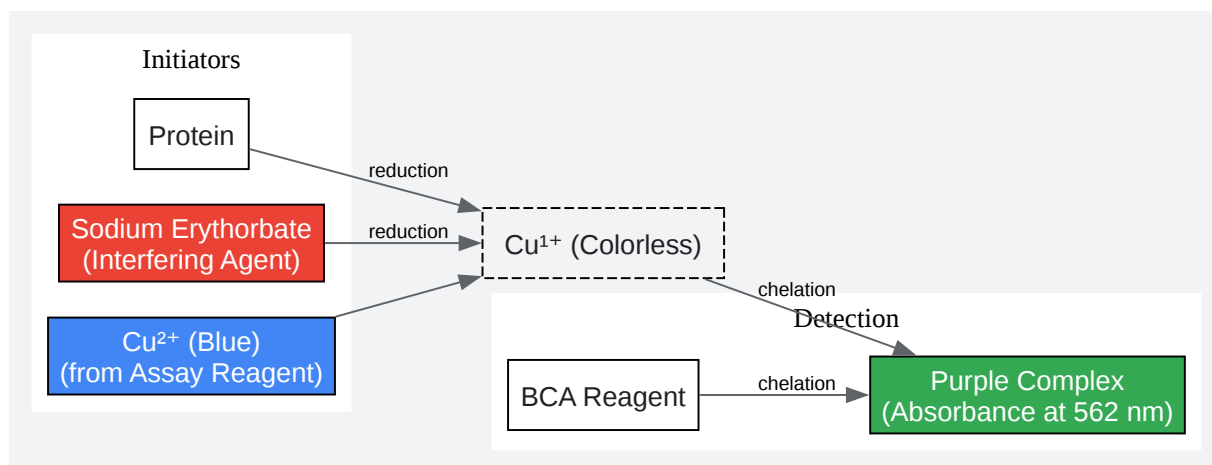 Initiators
Protein
reduction
Sodium Erythorbate
(Interfering Agent)
reduction
Cu¹⁺ (Colorless)
chelation
Detection
Cu²⁺ (Blue)
(from Assay Reagent)
BCA Reagent
chelation
Purple Complex
(Absorbance at 562 nm)